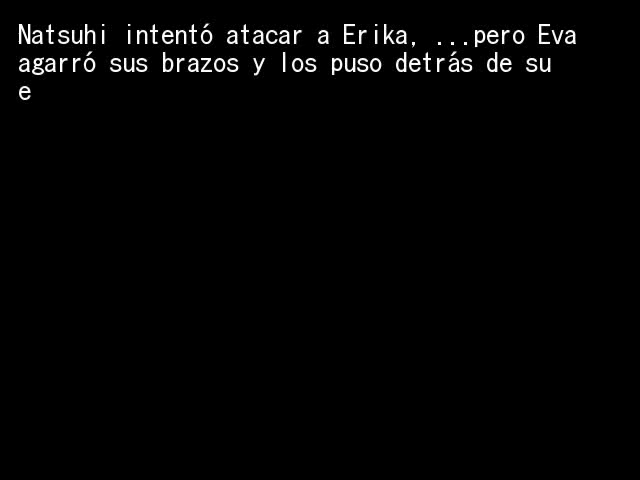 Natsuhi intentó atacar a Erika, ...pero Eva
agarró sus brazos y los puso detrás de su
e